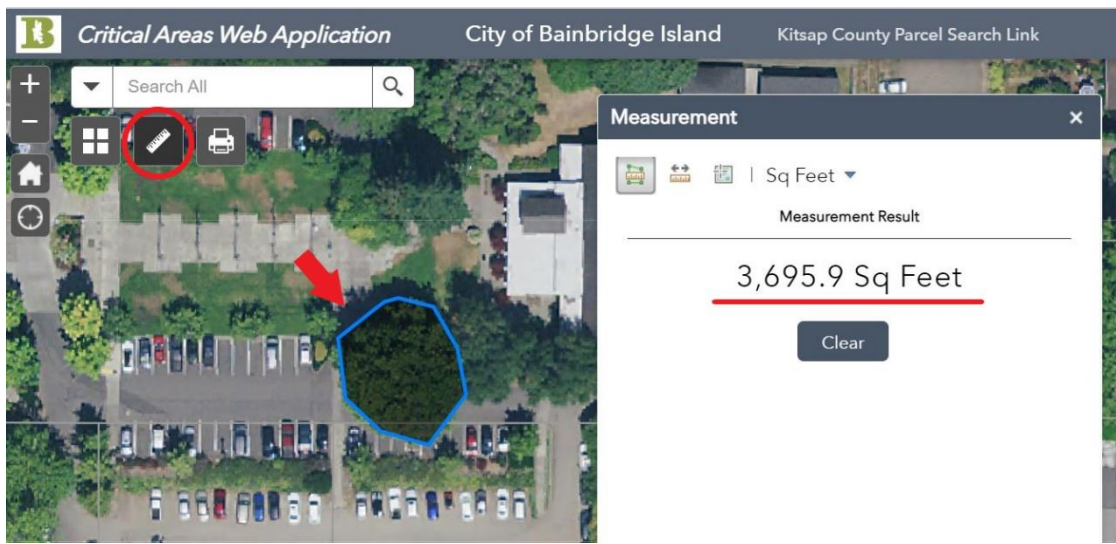 B Critical Areas Web Application City of Bainbridge Island Kitsap County Parcel Search Link
+ Search All
−
Measurement ×
| Sq Feet
Measurement Result
3,695.9 Sq Feet
Clear